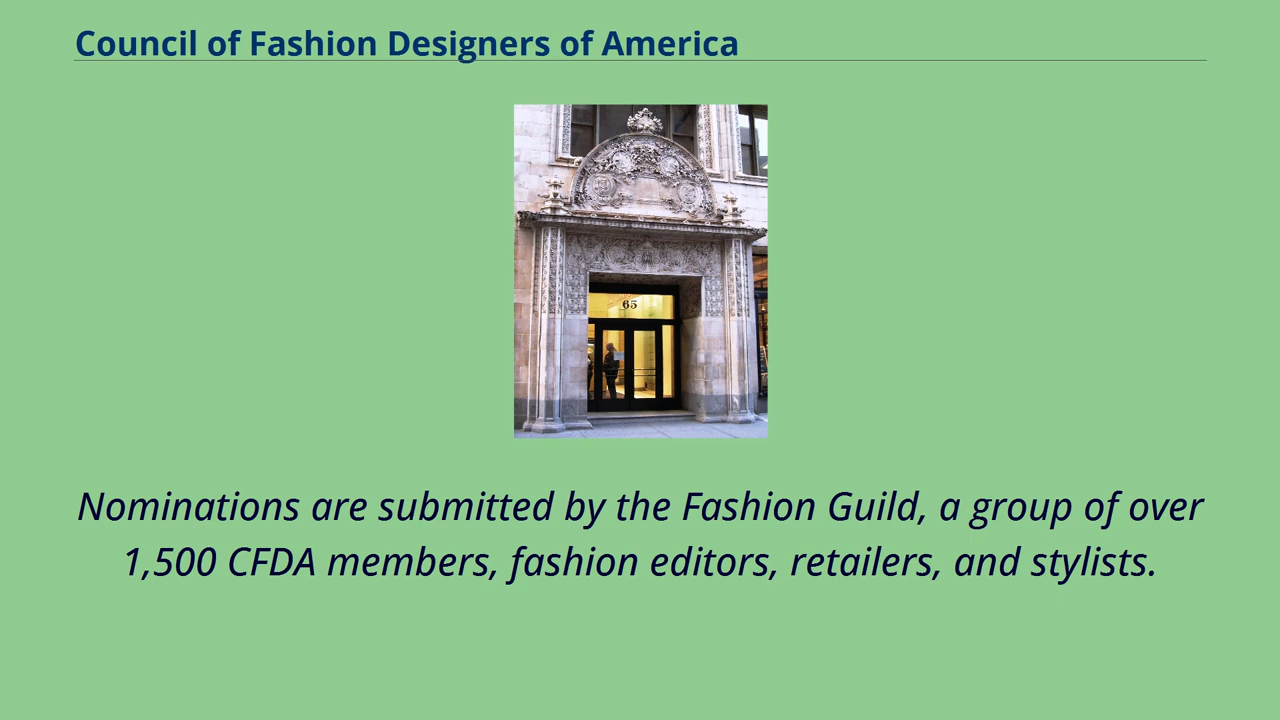 Council of Fashion Designers of America
65
Nominations are submitted by the Fashion Guild, a group of over
1,500 CFDA members, fashion editors, retailers, and stylists.